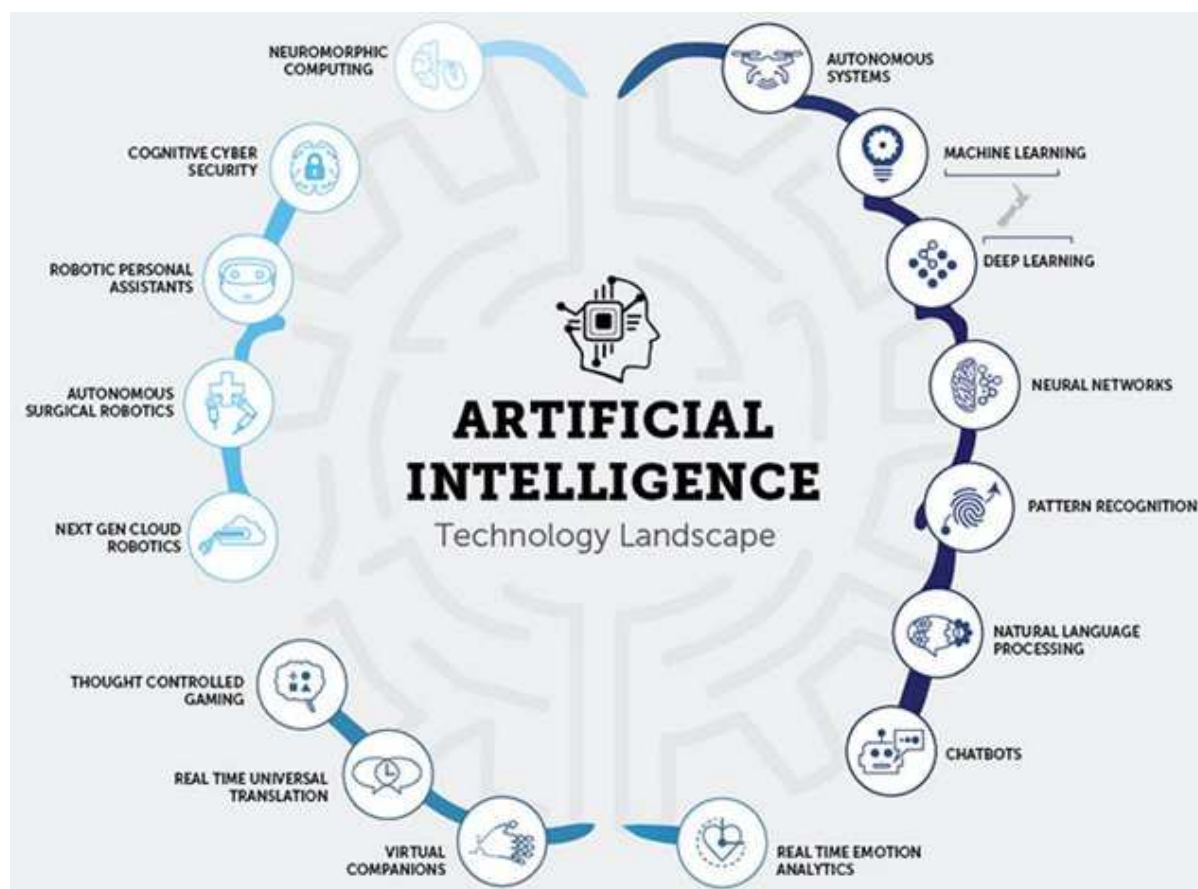 ARTIFICIAL
INTELLIGENCE
Technology Landscape
AUTONOMOUS
SYSTEMS
MACHINE LEARNING
DEEP LEARNING
NEURAL NETWORKS
PATTERN RECOGNITION
NATURAL LANGUAGE
PROCESSING
CHATBOTS
REAL TIME EMOTION
ANALYTICS
VIRTUAL
COMPANIONS
REAL TIME UNIVERSAL
TRANSLATION
THOUGHT CONTROLLED
GAMING
NEXT GEN CLOUD
ROBOTICS
AUTONOMOUS
SURGICAL ROBOTICS
ROBOTIC PERSONAL
ASSISTANTS
COGNITIVE CYBER
SECURITY
NEUROMORPHIC
COMPUTING